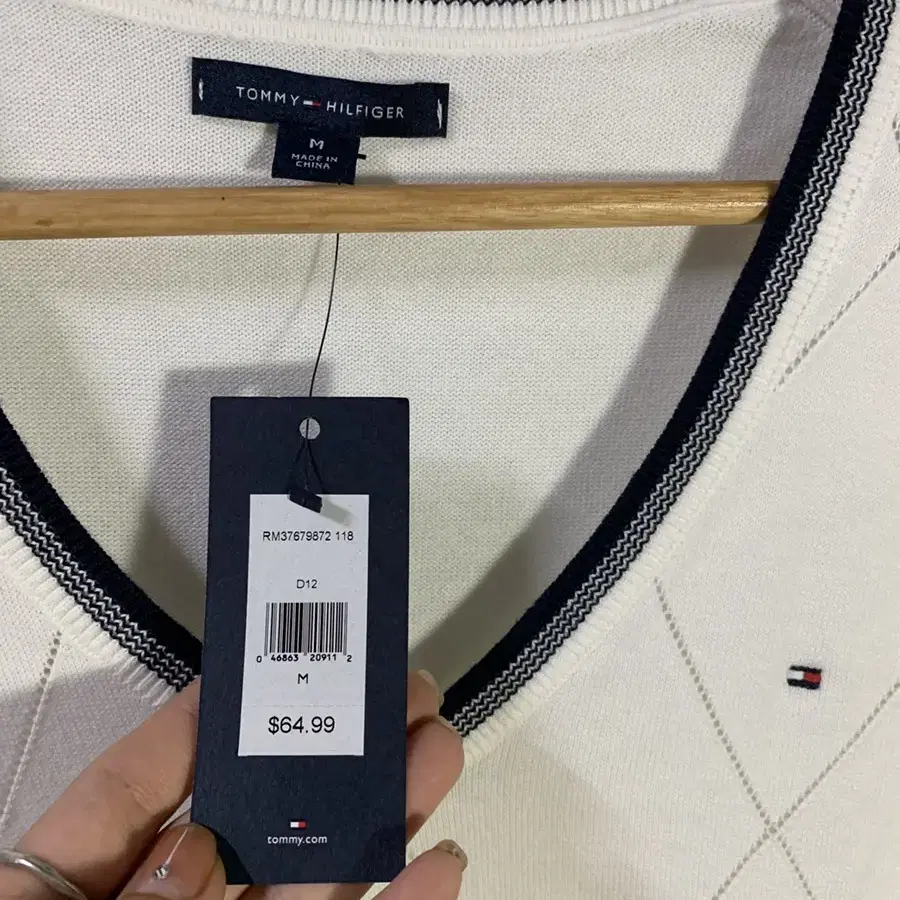 TOMMY HILFIGER
M
MADE IN
CHINA
RM37679872 118
D12
0 46863 20911 2
M
$64.99
tommy.com